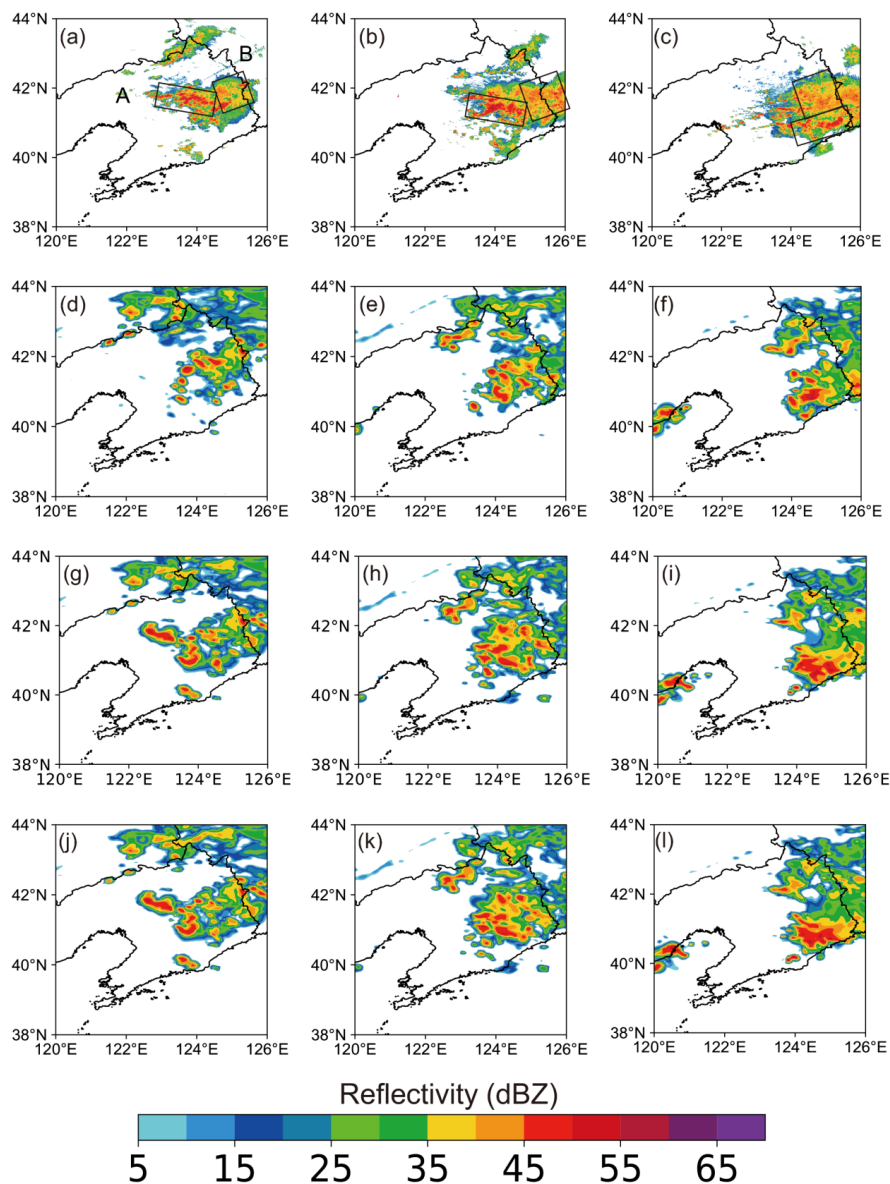 (a) (b) (c)
A B
44°N 44°N 44°N
42°N 42°N 42°N
40°N 40°N 40°N
38°N 38°N 38°N
120°E 122°E 124°E 126°E 120°E 122°E 124°E 126°E 120°E 122°E 124°E 126°E
(d) (e) (f)
44°N 44°N 44°N
42°N 42°N 42°N
40°N 40°N 40°N
38°N 38°N 38°N
120°E 122°E 124°E 126°E 120°E 122°E 124°E 126°E 120°E 122°E 124°E 126°E
(g) (h) (i)
44°N 44°N 44°N
42°N 42°N 42°N
40°N 40°N 40°N
38°N 38°N 38°N
120°E 122°E 124°E 126°E 120°E 122°E 124°E 126°E 120°E 122°E 124°E 126°E
(j) (k) (l)
44°N 44°N 44°N
42°N 42°N 42°N
40°N 40°N 40°N
38°N 38°N 38°N
120°E 122°E 124°E 126°E 120°E 122°E 124°E 126°E 120°E 122°E 124°E 126°E
Reflectivity (dBZ)
5 15 25 35 45 55 65